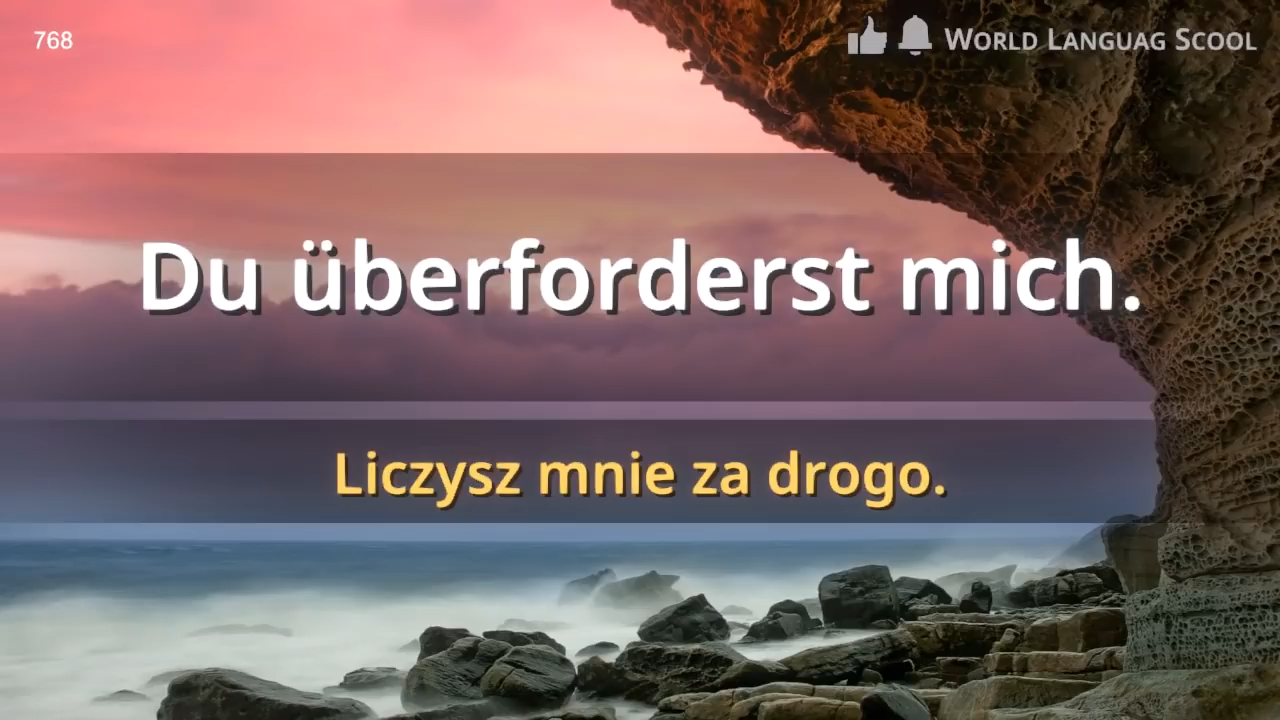 768
WORLD LANGUAG SCOOL
Du überforderst mich.
Liczysz mnie za drogo.